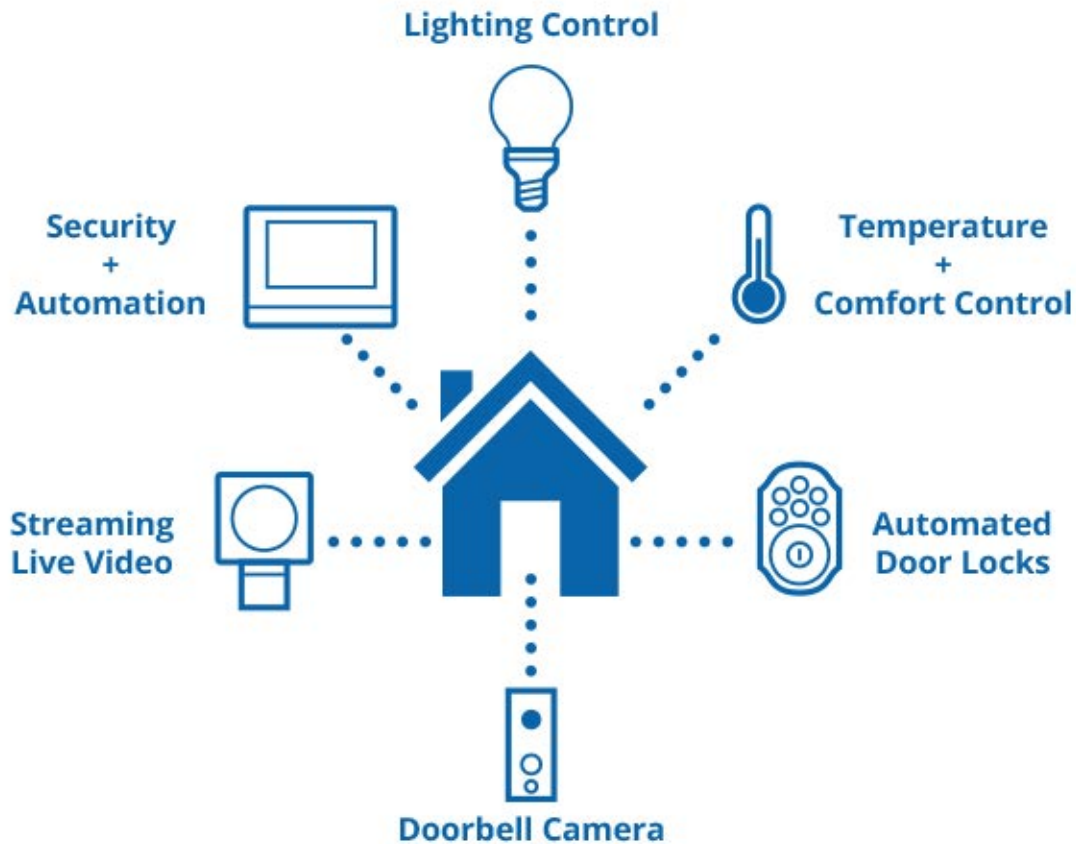 Lighting Control
Security
+
Automation
Temperature
+
Comfort Control
Streaming
Live Video
Automated
Door Locks
Doorbell Camera